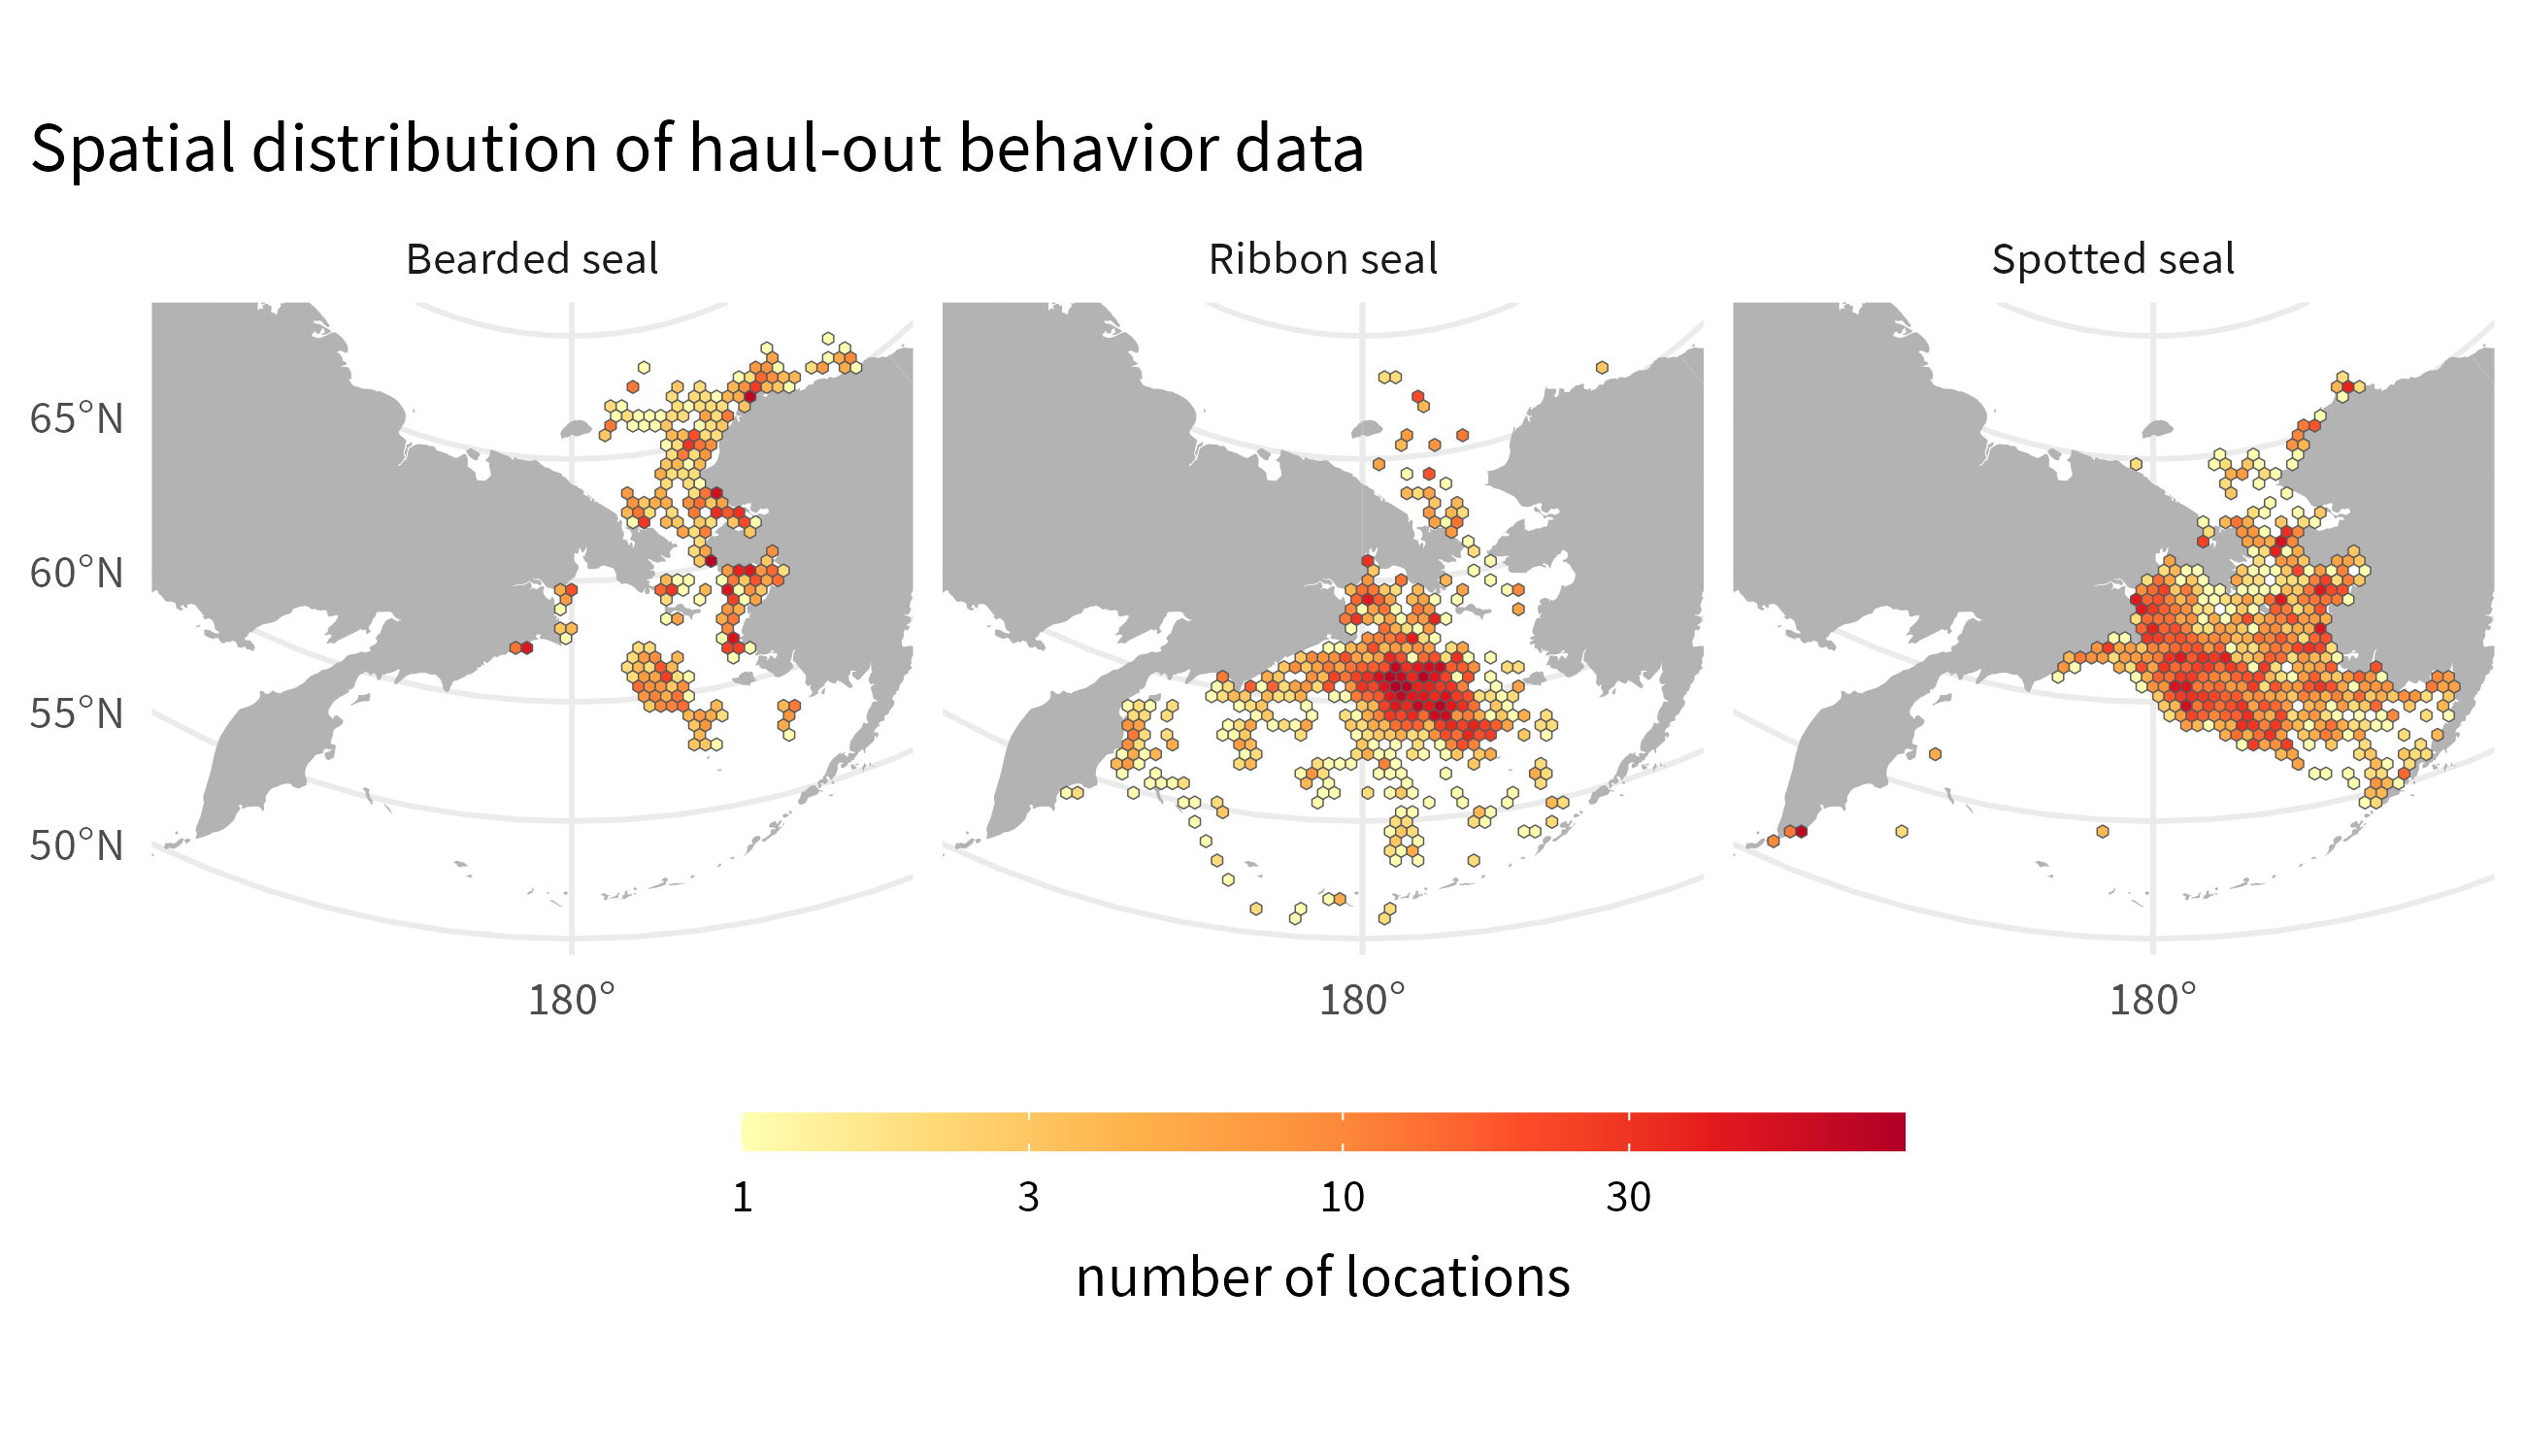 Spatial distribution of haul-out behavior data
Bearded seal
Ribbon seal
Spotted seal
65°N
60°N
55°N
50°N
180°
180°
180°
1
3
10
30
number of locations